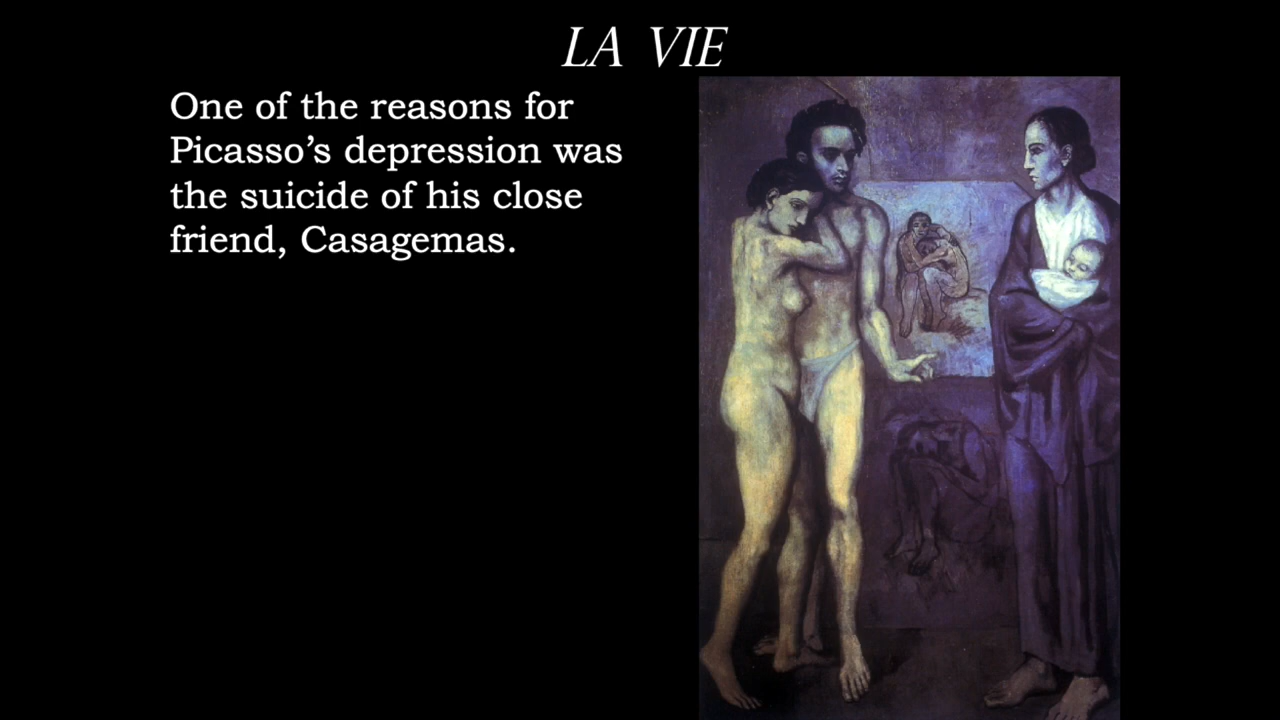 LA VIE
One of the reasons for
Picasso’s depression was
the suicide of his close
friend, Casagemas.